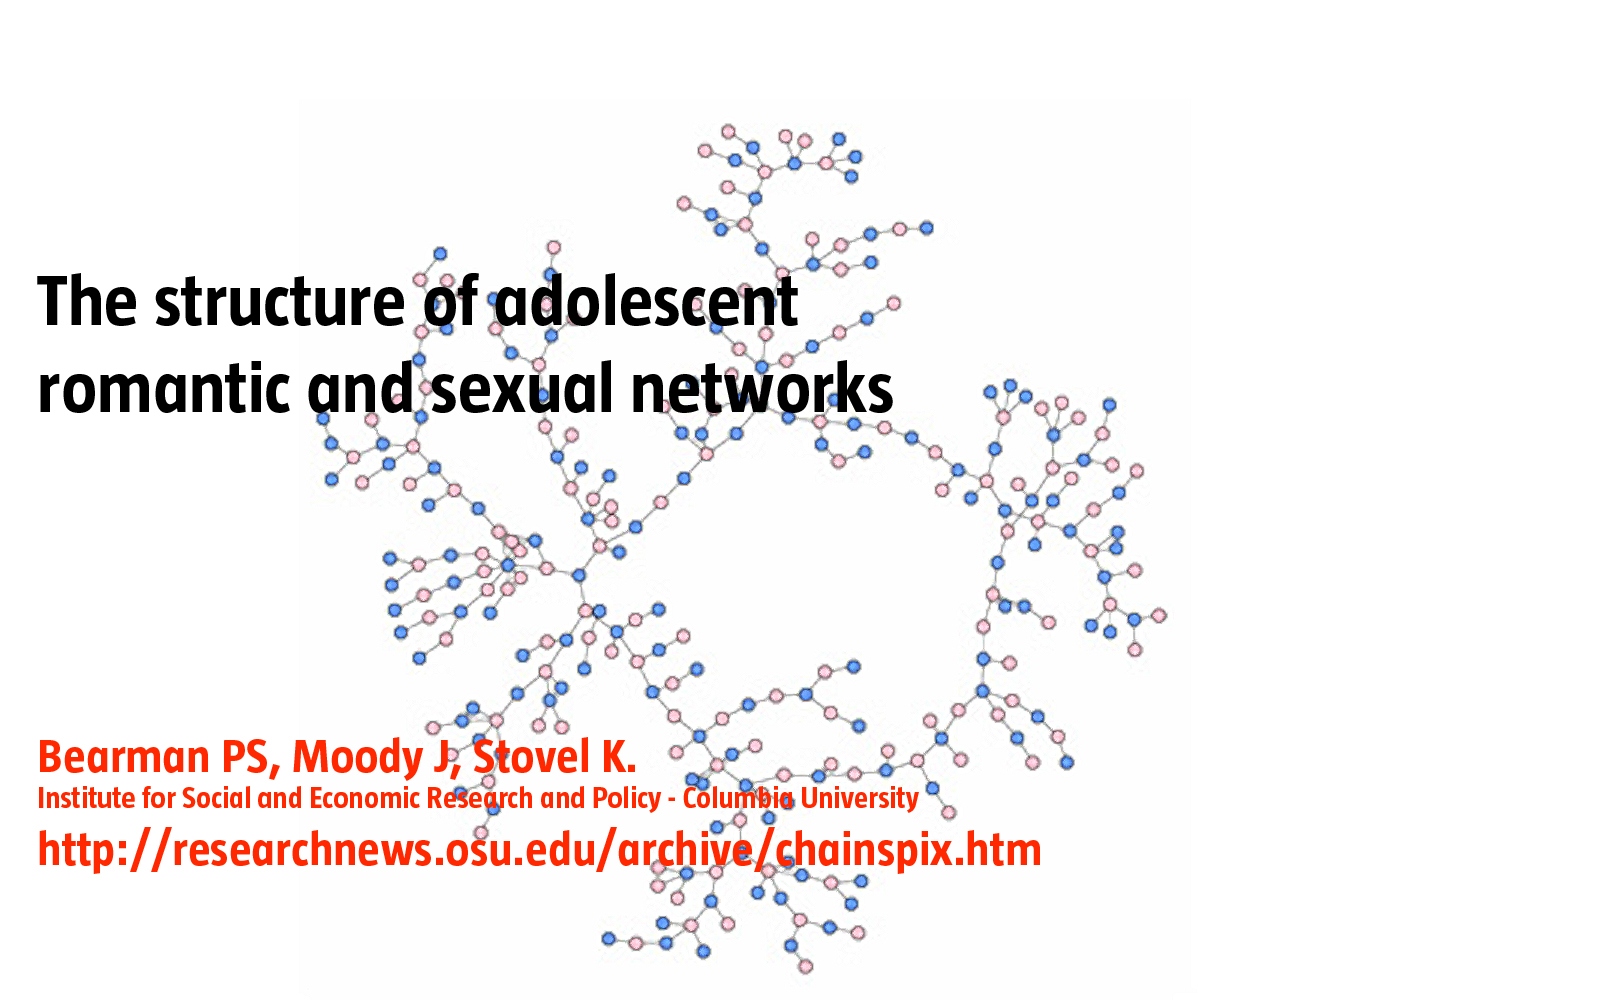 The structure of adolescent
romantic and sexual networks
Bearman PS, Moody J, Stovel K.
Institute for Social and Economic Research and Policy - Columbia University
http://researchnews.osu.edu/archive/chainspix.htm